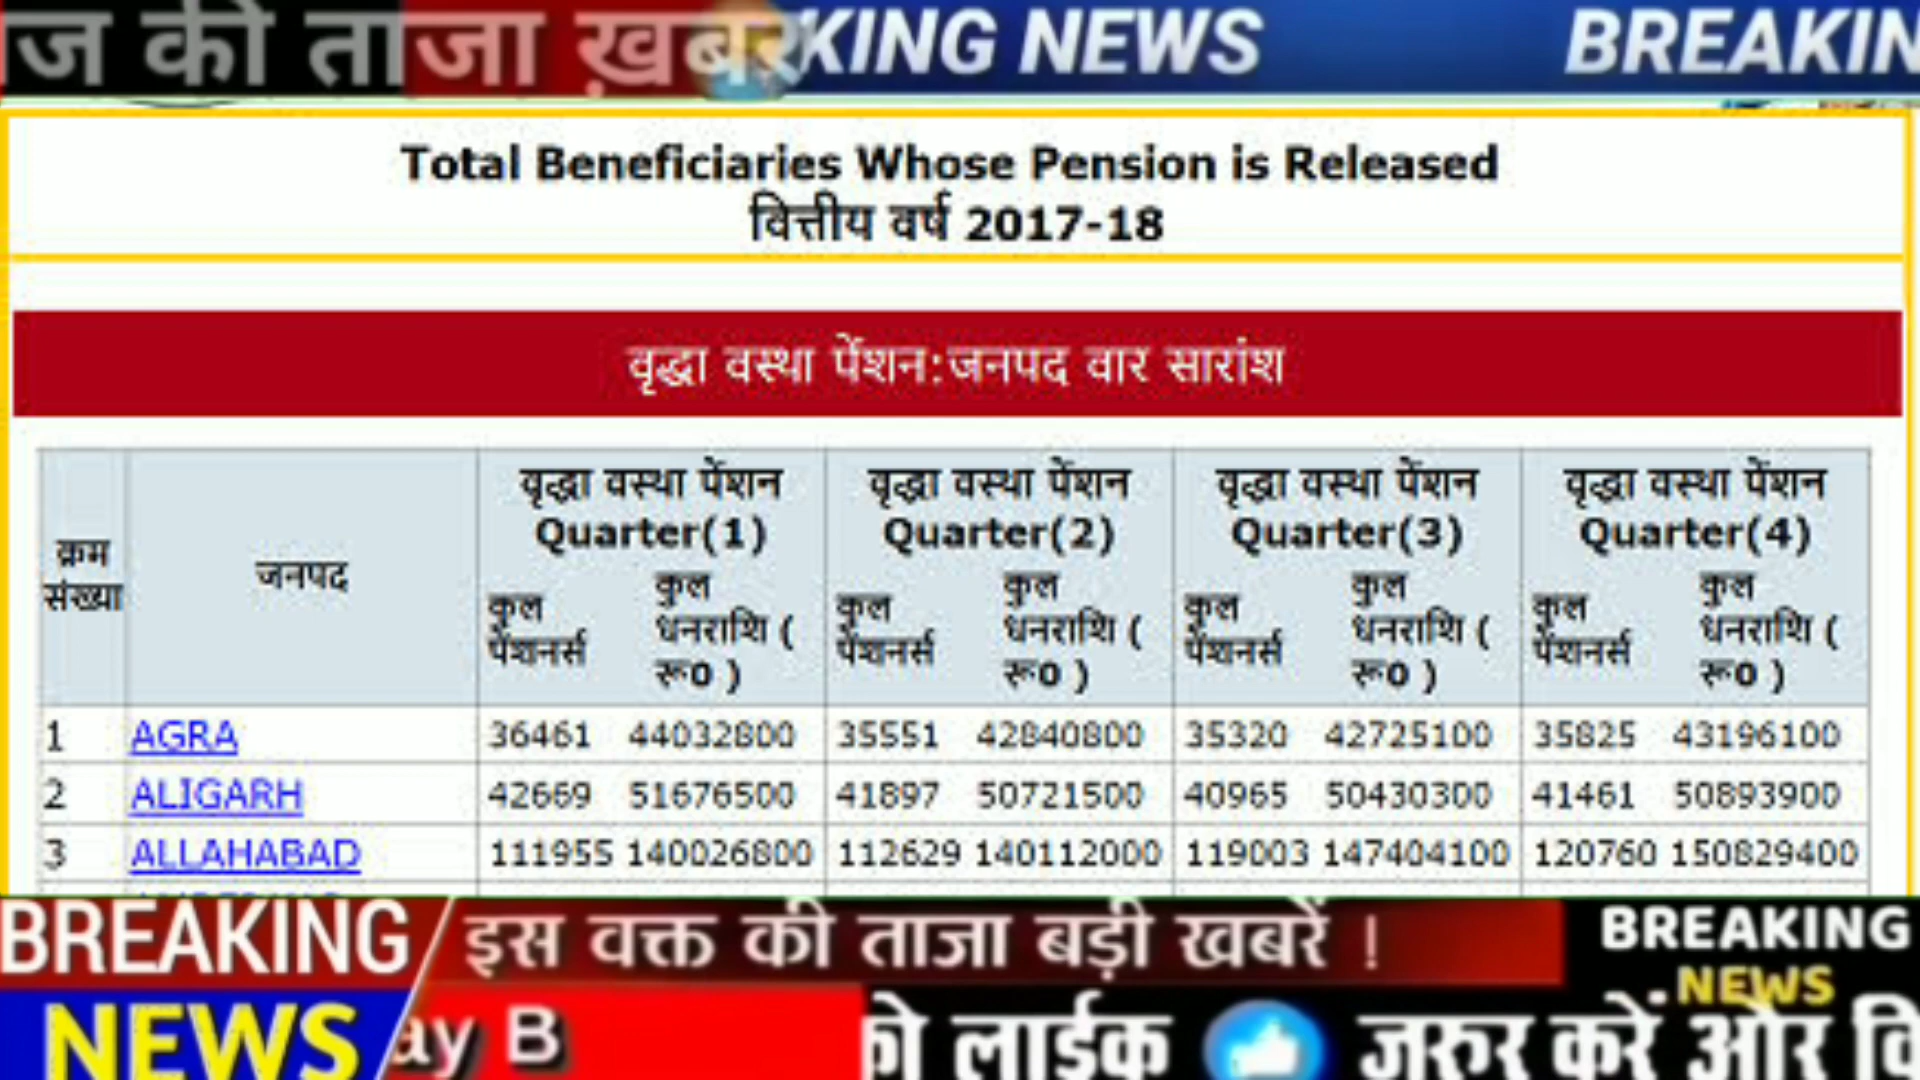 ज की ताजा ख़बर KING NEWS BREAKIN
Total Beneficiaries Whose Pension is Released
वित्तीय वर्ष 2017-18
वृद्धा वस्था पेंशन:जनपद वार सारांश
क्रम संख्या जनपद वृद्धा वस्था पेंशन Quarter(1) वृद्धा वस्था पेंशन Quarter(2) वृद्धा वस्था पेंशन Quarter(3) वृद्धा वस्था पेंशन Quarter(4)
कुल पेंशनर्स कुल धनराशि ( रू0 ) कुल पेंशनर्स कुल धनराशि ( रू0 ) कुल पेंशनर्स कुल धनराशि ( रू0 ) कुल पेंशनर्स कुल धनराशि ( रू0 )
1 AGRA 36461 44032800 35551 42840800 35320 42725100 35825 43196100
2 ALIGARH 42669 51676500 41897 50721500 40965 50430300 41461 50893900
3 ALLAHABAD 111955 140026800 112629 140112000 119003 147404100 120760 150829400
BREAKING इस वक्त की ताजा बड़ी खबरें ! BREAKING
NEWS
NEWS ay B को लाईक जरुर करें और वि